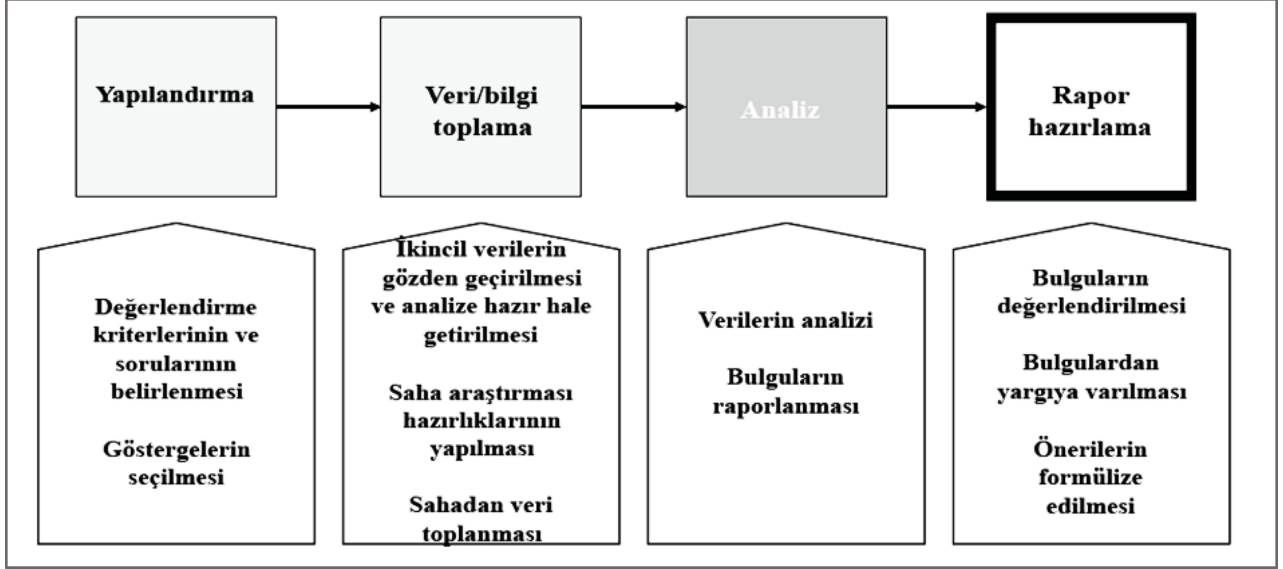 Yapılandırma
Veri/bilgi
toplama
Analiz
Rapor
hazırlama
Değerlendirme
kriterlerinin ve
sorularının
belirlenmesi
Göstergelerin
seçilmesi
İkincil verilerin
gözden geçirilmesi
ve analize hazır hale
getirilmesi
Saha araştırması
hazırlıklarının
yapılması
Sahadan veri
toplanması
Verilerin analizi
Bulguların
raporlanması
Bulguların
değerlendirilmesi
Bulgulardan
yargıya varılması
Önerilerin
formülize
edilmesi